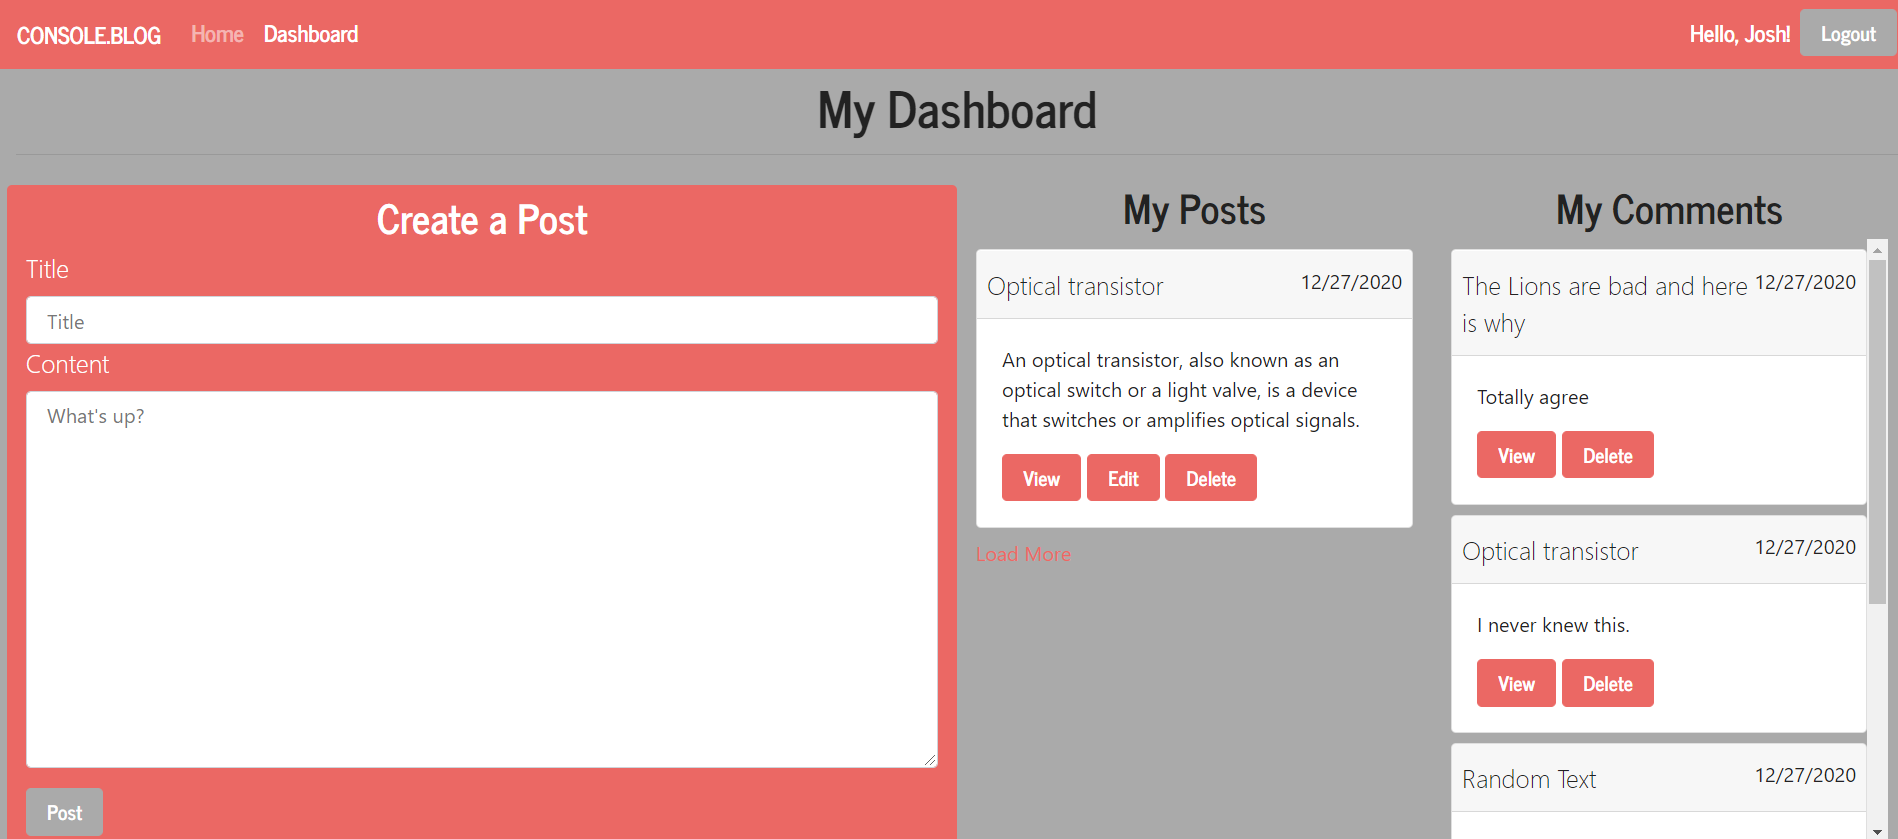 CONSOLE.BLOG Home Dashboard Hello, Josh! Logout
My Dashboard
Create a Post
Title
Title
Content
What's up?
Post
My Posts
Optical transistor 12/27/2020
An optical transistor, also known as an
optical switch or a light valve, is a device
that switches or amplifies optical signals.
View Edit Delete
Load More
My Comments
The Lions are bad and here 12/27/2020
is why
Totally agree
View Delete
Optical transistor 12/27/2020
I never knew this.
View Delete
Random Text 12/27/2020